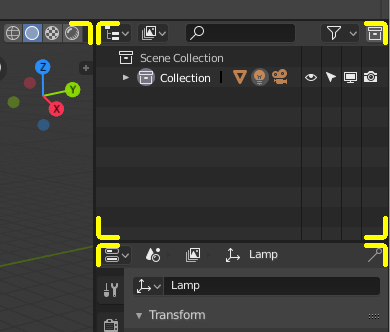 Z
Y
X
Scene Collection
Collection
Lamp
Lamp
Transform